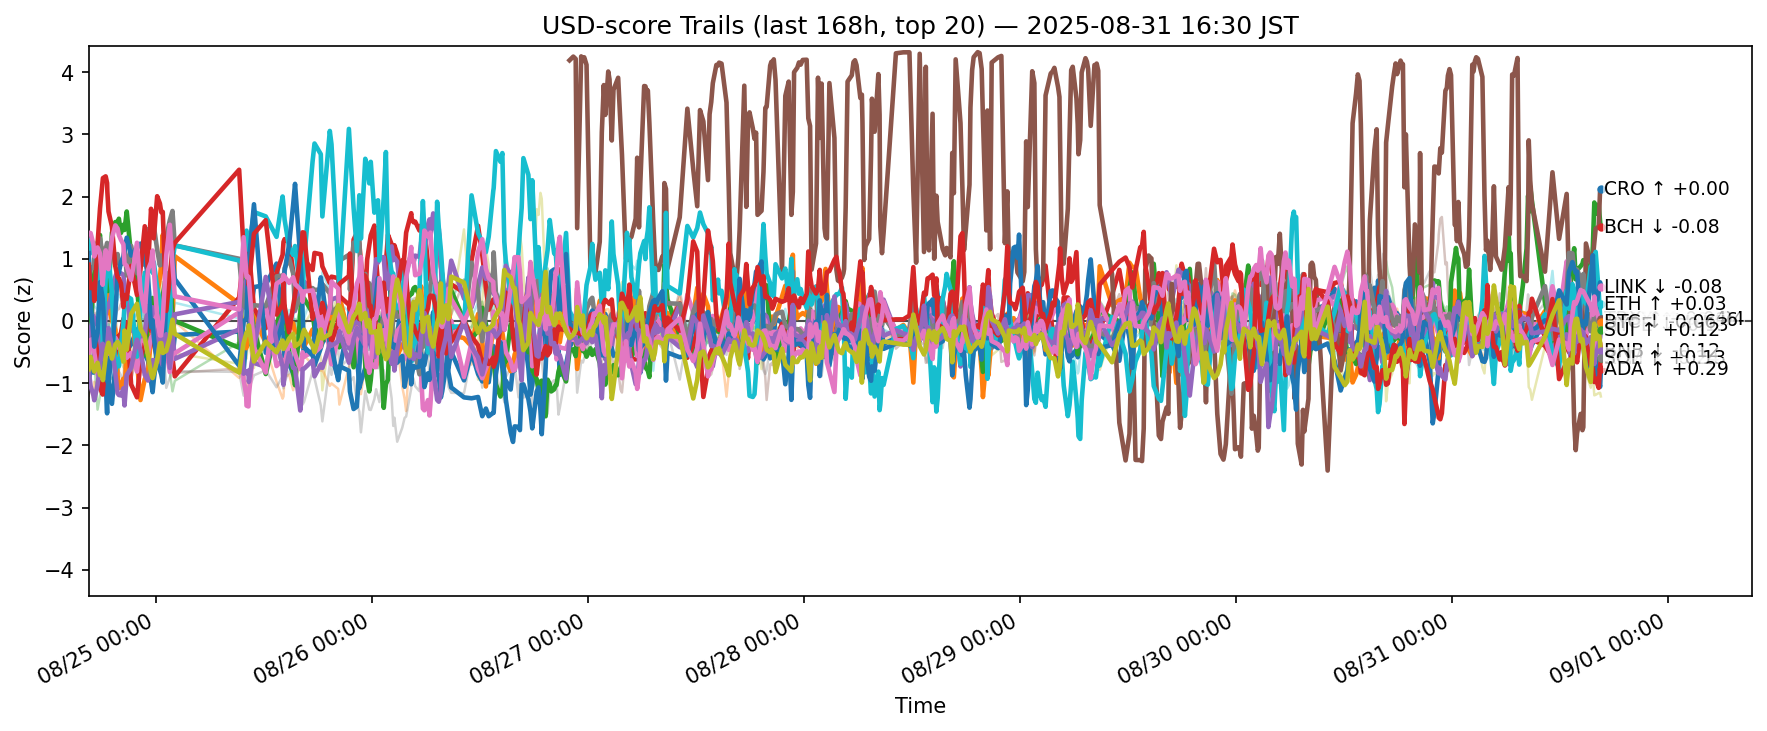 USD-score Trails (last 168h, top 20) — 2025-08-31 16:30 JST
Score (z)
4
3
2
1
0
−1
−2
−3
−4
CRO ↑ +0.00
BCH ↓ -0.08
LINK ↓ -0.08
ETH ↑ +0.03
SUI ↑ +0.12
ADA ↑ +0.29
08/25 00:00
08/26 00:00
08/27 00:00
08/28 00:00
08/29 00:00
08/30 00:00
08/31 00:00
09/01 00:00
Time